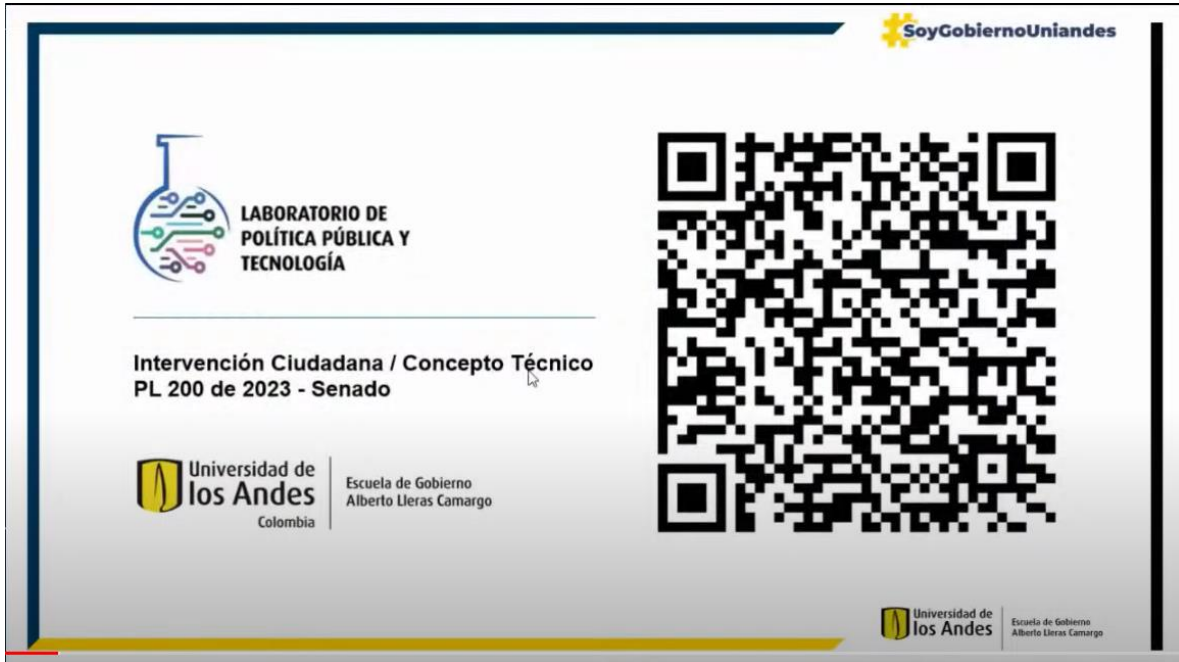 #SoyGobiernoUniandes
LABORATORIO DE
POLÍTICA PÚBLICA Y
TECNOLOGÍA
Intervención Ciudadana / Concepto Técnico
PL 200 de 2023 - Senado
Universidad de
los Andes
Colombia
Escuela de Gobierno
Alberto Lleras Camargo
Universidad de
los Andes
Escuela de Gobierno
Alberto Lleras Camargo